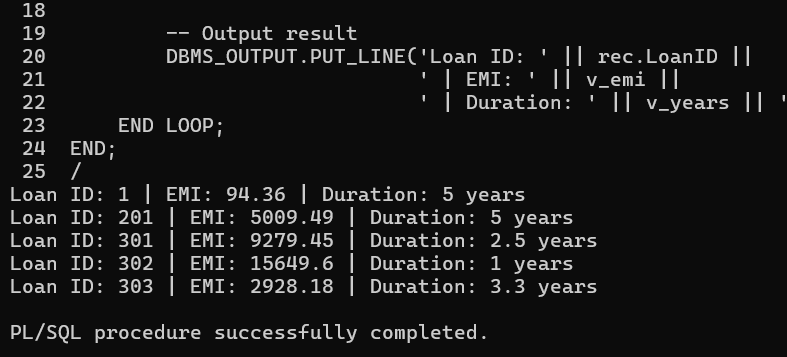 18
19          -- Output result
20          DBMS_OUTPUT.PUT_LINE('Loan ID: ' || rec.LoanID ||
21                               ' | EMI: ' || v_emi ||
22                               ' | Duration: ' || v_years || '
23      END LOOP;
24  END;
25  /
Loan ID: 1 | EMI: 94.36 | Duration: 5 years
Loan ID: 201 | EMI: 5009.49 | Duration: 5 years
Loan ID: 301 | EMI: 9279.45 | Duration: 2.5 years
Loan ID: 302 | EMI: 15649.6 | Duration: 1 years
Loan ID: 303 | EMI: 2928.18 | Duration: 3.3 years
PL/SQL procedure successfully completed.